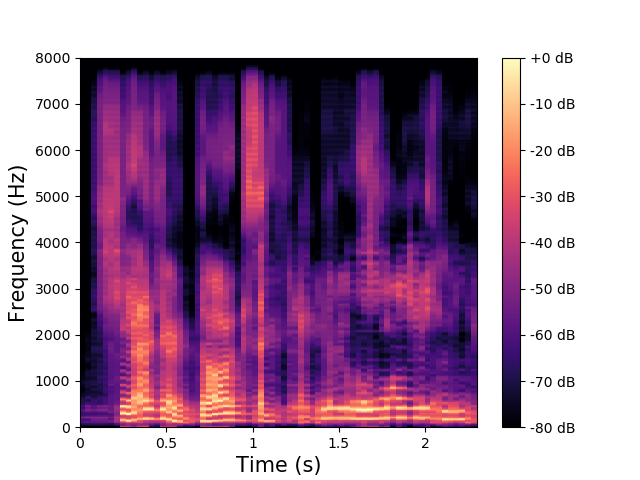 8000
7000
6000
5000
4000
3000
2000
1000
0
Frequency (Hz)
0 0.5 1 1.5 2
Time (s)
+0 dB
-10 dB
-20 dB
-30 dB
-40 dB
-50 dB
-60 dB
-70 dB
-80 dB